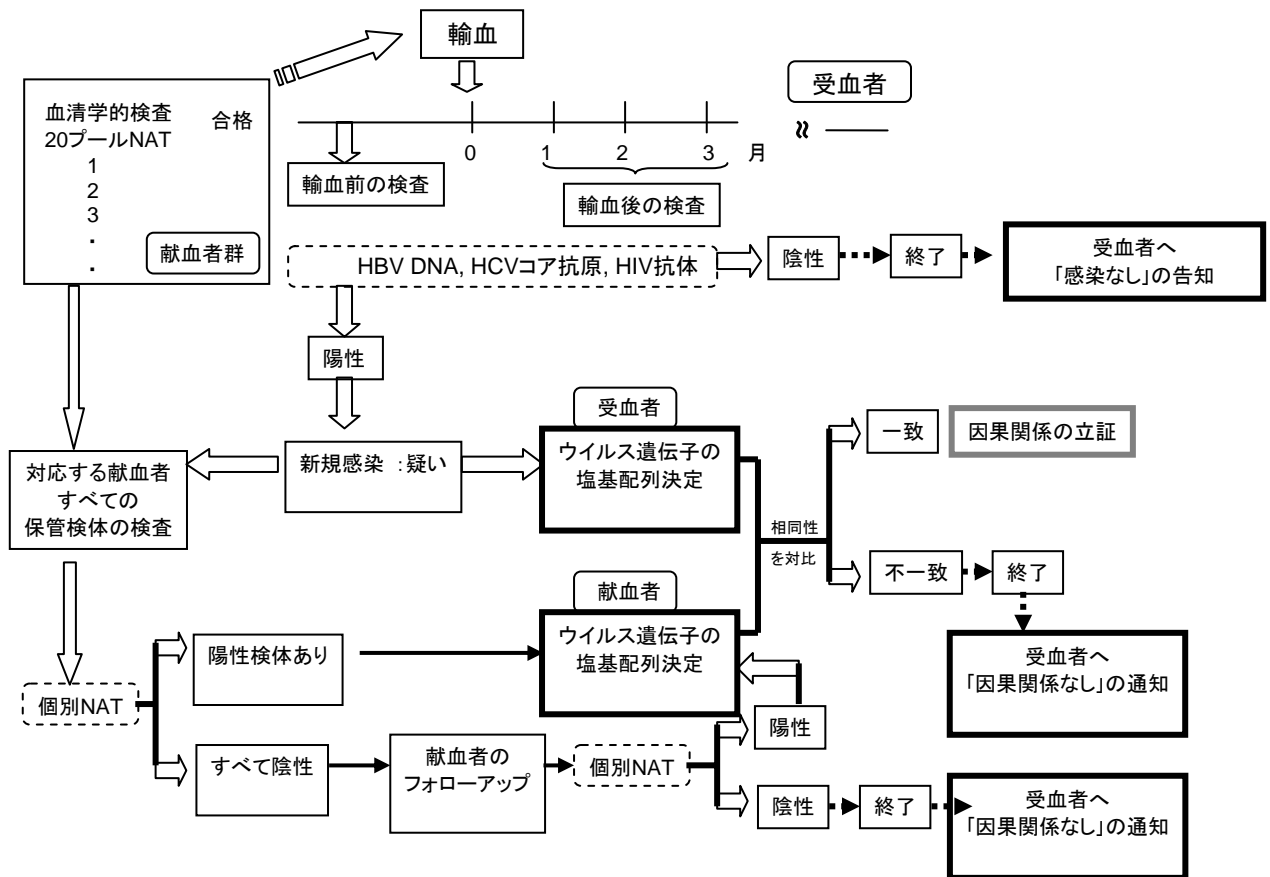 輸血
受血者
血清学的検査 合格
20プールNAT
1
2
3
・
・
献血者群
0 1 2 3 月
輸血前の検査
輸血後の検査
HBV DNA, HCVコア抗原, HIV抗体
陰性
終了
受血者へ
「感染なし」の告知
陽性
対応する献血者
すべての
保管検体の検査
新規感染 :疑い
受血者
ウイルス遺伝子の
塩基配列決定
一致
因果関係の立証
相同性
を対比
不一致
終了
受血者へ
「因果関係なし」の通知
献血者
ウイルス遺伝子の
塩基配列決定
個別NAT
陽性検体あり
すべて陰性
献血者の
フォローアップ
個別NAT
陽性
陰性
終了
受血者へ
「因果関係なし」の通知